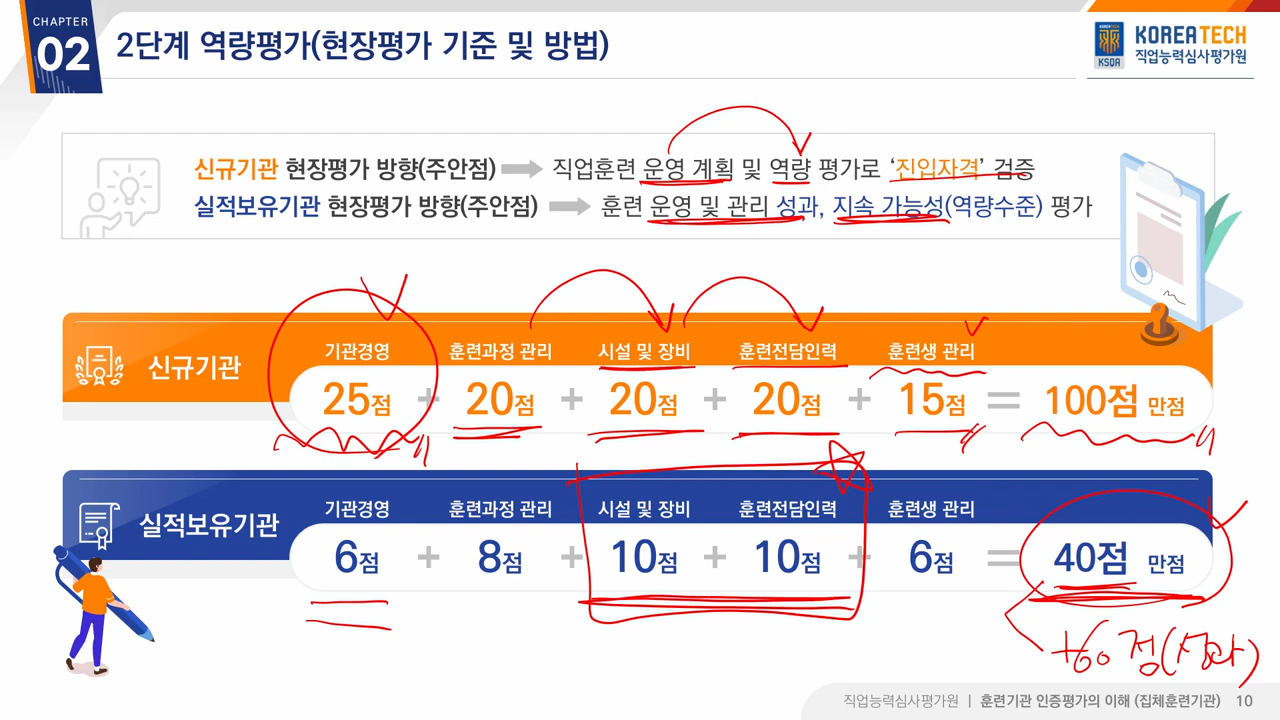 CHAPTER
02
2단계 역량평가(현장평가 기준 및 방법)
KSQA
KOREATECH
직업능력심사평가원
신규기관 현장평가 방향(주안점) 직업훈련 운영 계획 및 역량 평가로 ‘진입자격’ 검증
실적보유기관 현장평가 방향(주안점) 훈련 운영 및 관리 성과, 지속 가능성(역량수준) 평가
신규기관
기관경영 훈련과정 관리 시설 및 장비 훈련전담인력 훈련생 관리
25점 + 20점 + 20점 + 20점 + 15점 = 100점 만점
실적보유기관
기관경영 훈련과정 관리 시설 및 장비 훈련전담인력 훈련생 관리
6점 + 8점 + 10점 + 10점 + 6점 = 40점 만점
+60점(성과)
직업능력심사평가원 | 훈련기관 인증평가의 이해 (집체훈련기관) 10